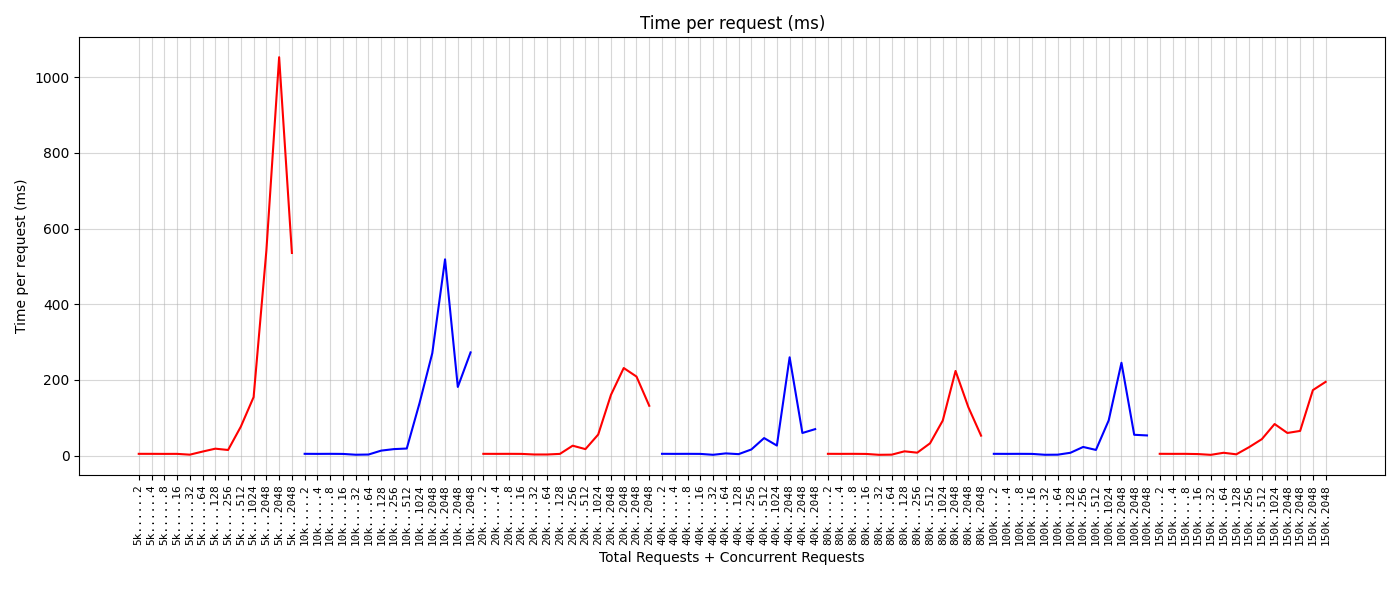 Time per request (ms)
Time per request (ms)
1000
800
600
400
200
0
5k......2
5k......4
5k......8
5k.....16
5k.....32
5k.....64
5k....128
5k....256
5k....512
5k...1024
5k...2048
5k...2048
5k...2048
10k.....2
10k.....4
10k.....8
10k....16
10k....32
10k....64
10k...128
10k...256
10k...512
10k..1024
10k..2048
10k..2048
10k..2048
10k..2048
20k.....2
20k.....4
20k.....8
20k....16
20k....32
20k....64
20k...128
20k...256
20k...512
20k..1024
20k..2048
20k..2048
20k..2048
20k..2048
40k.....2
40k.....4
40k.....8
40k....16
40k....32
40k....64
40k...128
40k...256
40k...512
40k..1024
40k..2048
40k..2048
40k..2048
80k.....2
80k.....4
80k.....8
80k....16
80k....32
80k....64
80k...128
80k...256
80k...512
80k..1024
80k..2048
80k..2048
80k..2048
100k....2
100k....4
100k....8
100k...16
100k...32
100k...64
100k..128
100k..256
100k..512
100k.1024
100k.2048
100k.2048
100k.2048
150k....2
150k....4
150k....8
150k...16
150k...32
150k...64
150k..128
150k..256
150k..512
150k.1024
150k.2048
150k.2048
150k.2048
150k.2048
Total Requests + Concurrent Requests